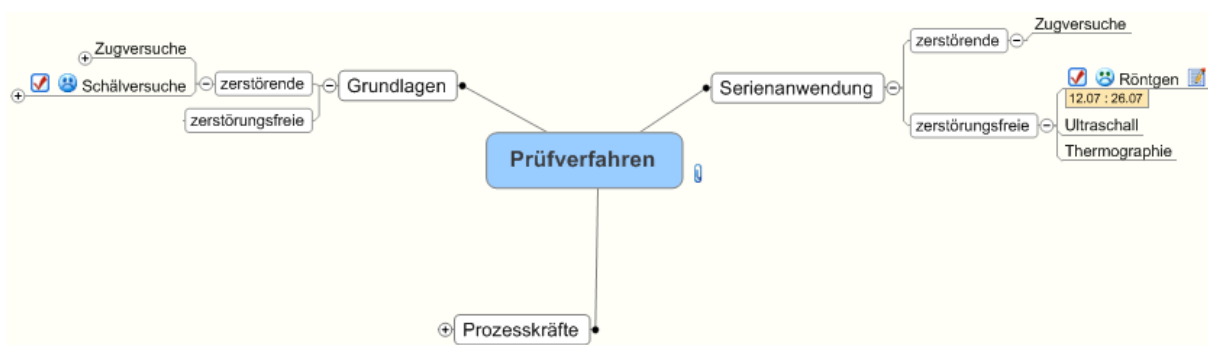 Zugversuche
Schälversuche
zerstörende
Grundlagen
zerstörungsfreie
Prüfverfahren
Serienanwendung
zerstörende
Zugversuche
zerstörungsfreie
Röntgen
12.07 : 26.07
Ultraschall
Thermographie
Prozesskräfte